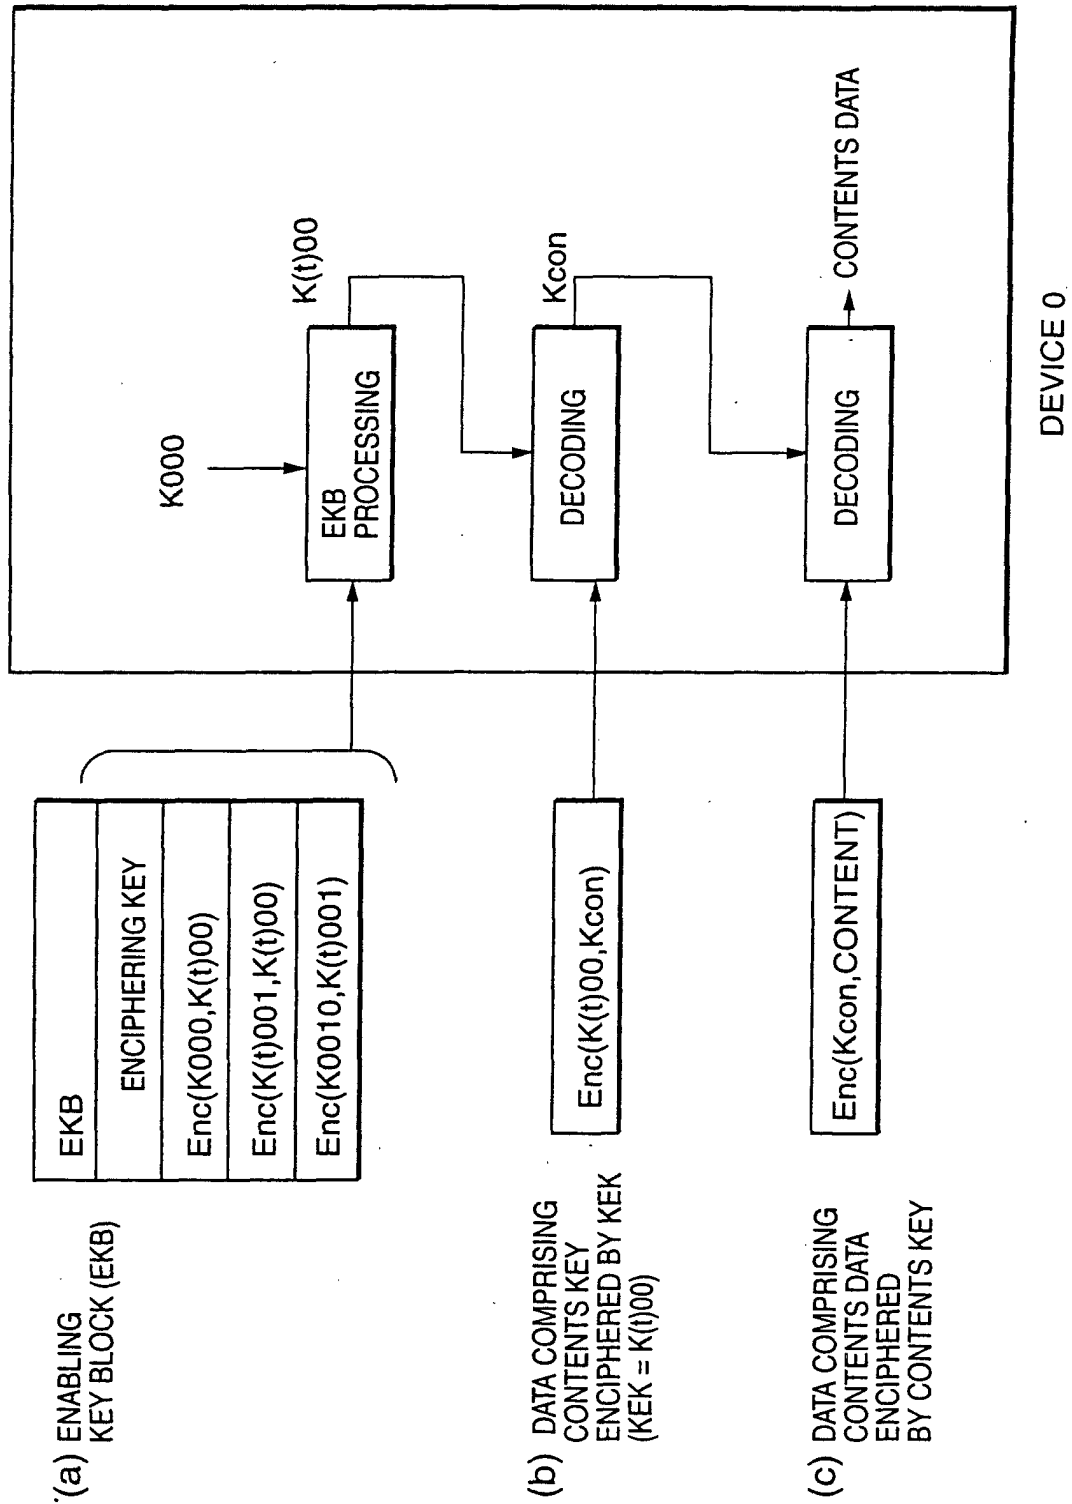 (a) ENABLING
KEY BLOCK (EKB)
EKB
ENCIPHERING KEY
Enc(K000,K(t)00)
Enc(K(t)001,K(t)00)
Enc(K0010,K(t)001)
K000
EKB
PROCESSING
K(t)00
(b) DATA COMPRISING
CONTENTS KEY
ENCIPHERED BY KEK
(KEK = K(t)00)
Enc(K(t)00,Kcon)
DECODING
Kcon
(c) DATA COMPRISING
CONTENTS DATA
ENCIPHERED
BY CONTENTS KEY
Enc(Kcon,CONTENT)
DECODING
CONTENTS DATA
DEVICE 0